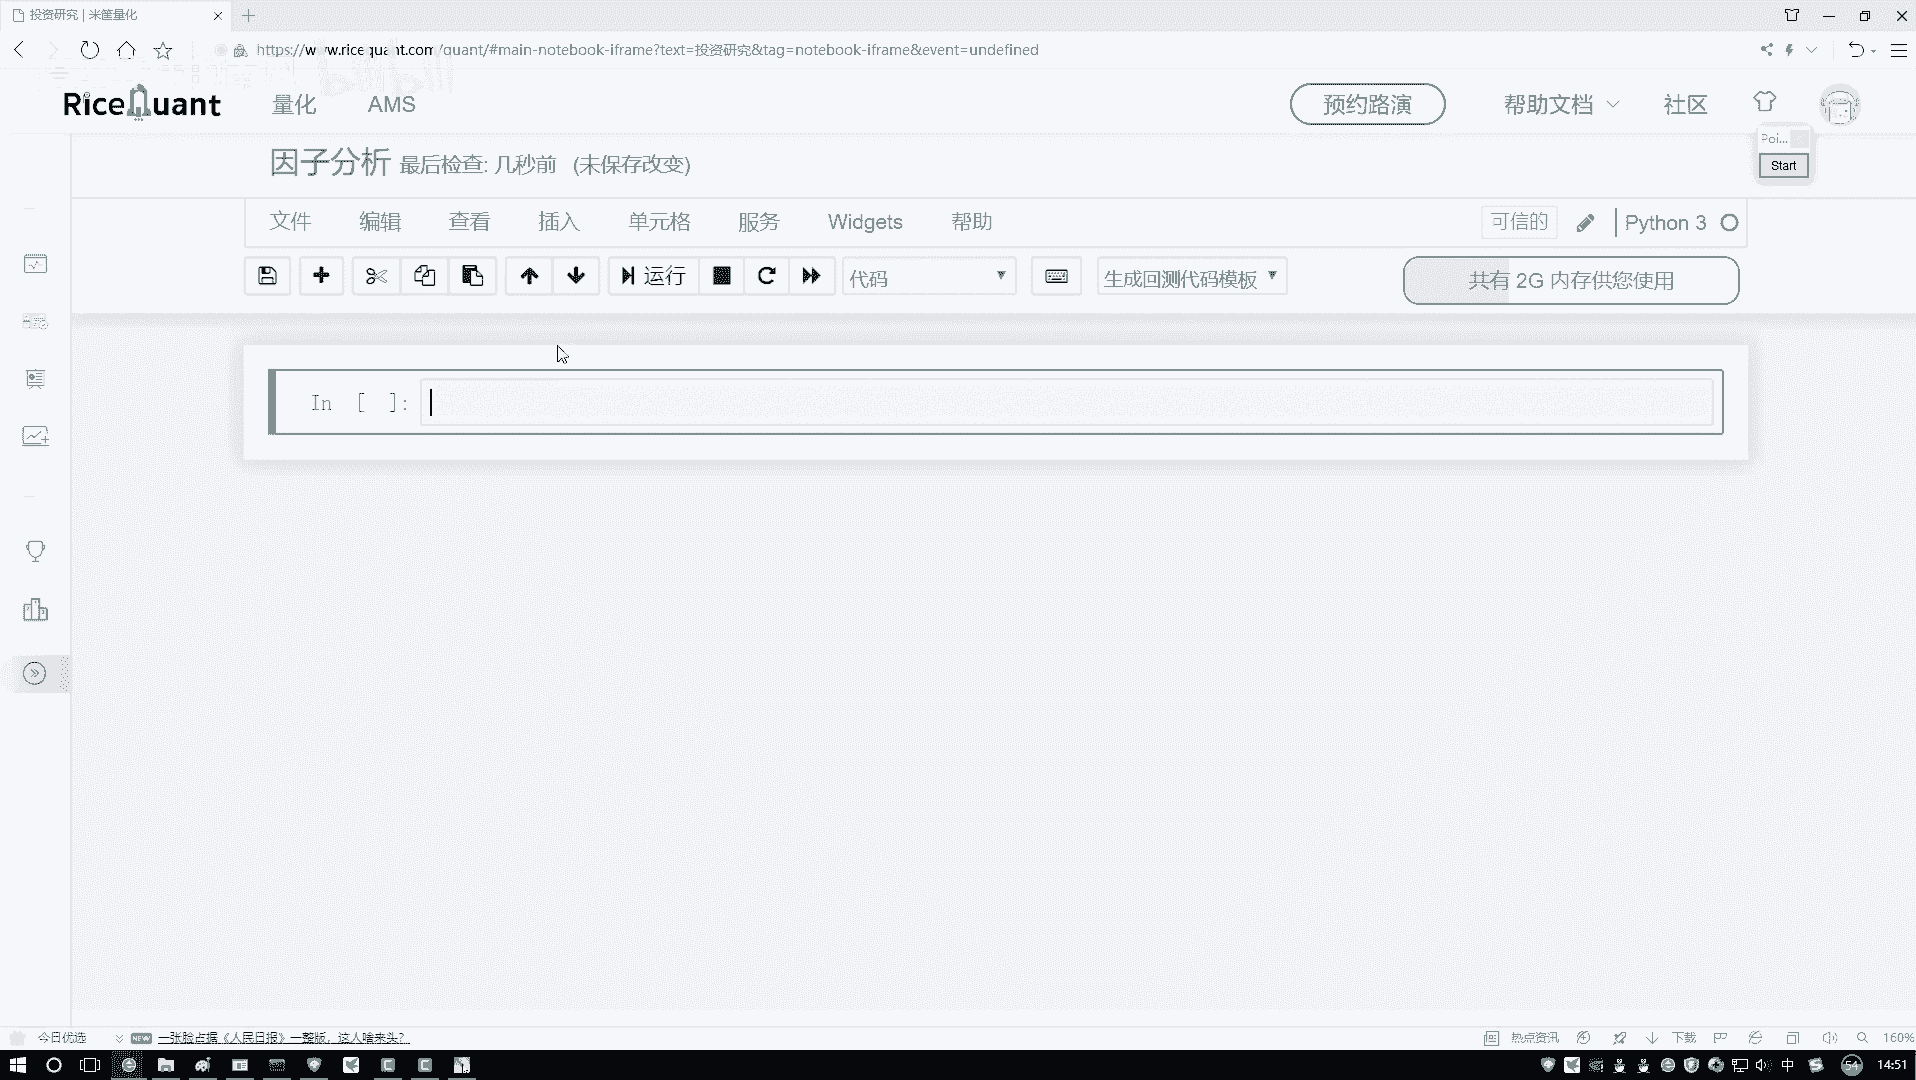 投资研究 | 米筐量化
https://www.ricequant.com/quant/#main-notebook-iframe?text=投资研究&tag=notebook-iframe&event=undefined
RiceQuant 量化 AMS 预约路演 帮助文档 社区
Poi...
Start
因子分析 最后检查: 几秒前 (未保存改变)
文件 编辑 查看 插入 单元格 服务 Widgets 帮助 可信的 Python 3
运行 代码 生成回测代码模板 共有 2G 内存供您使用
In [ ]:
今日优选 NEW 一张脸占据《人民日报》一整版，这人啥来头? 热点资讯 下载 160%
中 54 14:51